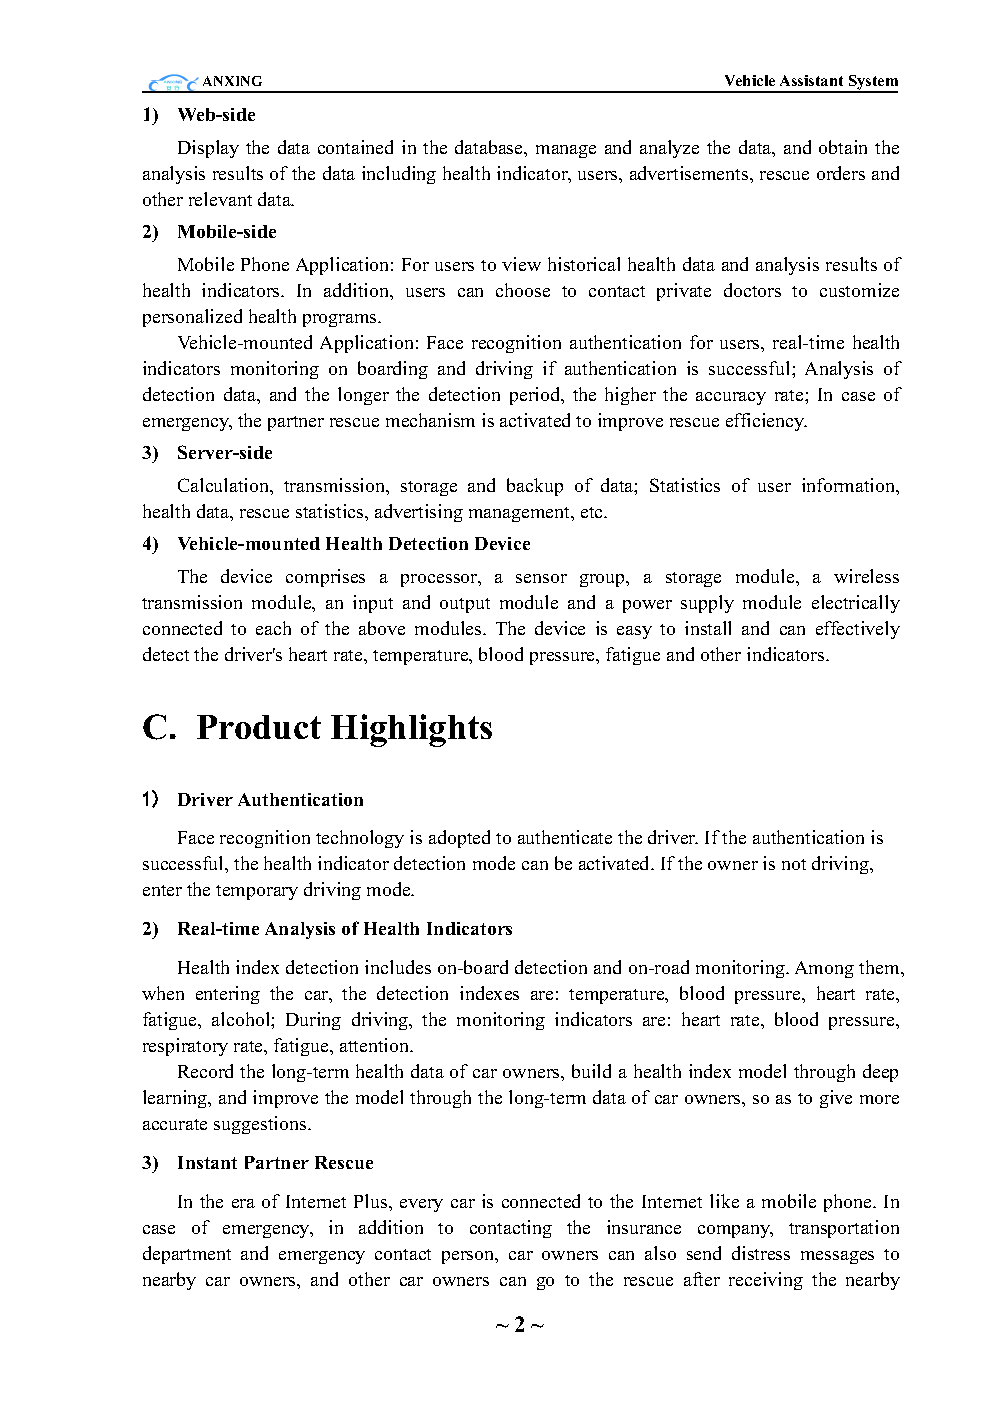 ANXING Vehicle Assistant System
1) Web-side
Display the data contained in the database, manage and analyze the data, and obtain the
analysis results of the data including health indicator, users, advertisements, rescue orders and
other relevant data.
2) Mobile-side
Mobile Phone Application: For users to view historical health data and analysis results of
health indicators. In addition, users can choose to contact private doctors to customize
personalized health programs.
Vehicle-mounted Application: Face recognition authentication for users, real-time health
indicators monitoring on boarding and driving if authentication is successful; Analysis of
detection data, and the longer the detection period, the higher the accuracy rate; In case of
emergency, the partner rescue mechanism is activated to improve rescue efficiency.
3) Server-side
Calculation, transmission, storage and backup of data; Statistics of user information,
health data, rescue statistics, advertising management, etc.
4) Vehicle-mounted Health Detection Device
The device comprises a processor, a sensor group, a storage module, a wireless
transmission module, an input and output module and a power supply module electrically
connected to each of the above modules. The device is easy to install and can effectively
detect the driver's heart rate, temperature, blood pressure, fatigue and other indicators.
C. Product Highlights
1) Driver Authentication
Face recognition technology is adopted to authenticate the driver. If the authentication is
successful, the health indicator detection mode can be activated. If the owner is not driving,
enter the temporary driving mode.
2) Real-time Analysis of Health Indicators
Health index detection includes on-board detection and on-road monitoring. Among them,
when entering the car, the detection indexes are: temperature, blood pressure, heart rate,
fatigue, alcohol; During driving, the monitoring indicators are: heart rate, blood pressure,
respiratory rate, fatigue, attention.
Record the long-term health data of car owners, build a health index model through deep
learning, and improve the model through the long-term data of car owners, so as to give more
accurate suggestions.
3) Instant Partner Rescue
In the era of Internet Plus, every car is connected to the Internet like a mobile phone. In
case of emergency, in addition to contacting the insurance company, transportation
department and emergency contact person, car owners can also send distress messages to
nearby car owners, and other car owners can go to the rescue after receiving the nearby
~ 2 ~